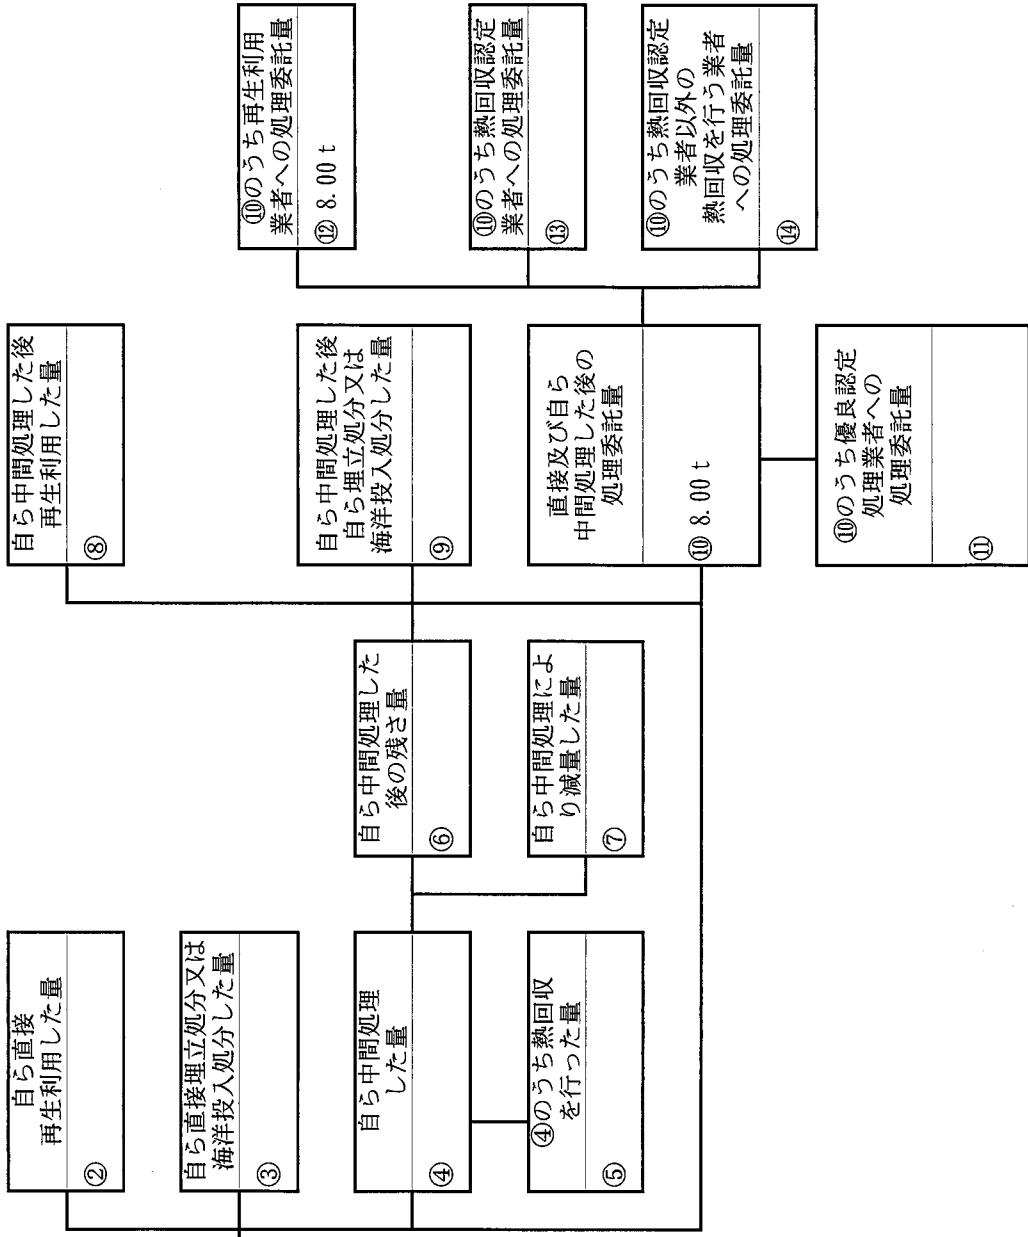 自ら直接
再生利用した量
②
自ら直接埋立処分又は
海洋投入処分した量
③
自ら中間処理
した量
④
④のうち熱回収
を行った量
⑤
自ら中間処理した
後の残さ量
⑥
自ら中間処理によ
り減量した量
⑦
自ら中間処理した後
再生利用した量
⑧
自ら中間処理した後
自ら埋立処分又は
海洋投入処分した量
⑨
直接及び自ら
中間処理した後の
処理委託量
⑩ 8.00 t
⑩のうち優良認定
処理業者への
処理委託量
⑪
⑩のうち再生利用
業者への処理委託量
⑫ 8.00 t
⑩のうち熱回収認定
業者への処理委託量
⑬
⑩のうち熱回収認定
業者以外の
熱回収を行う業者
への処理委託量
⑭